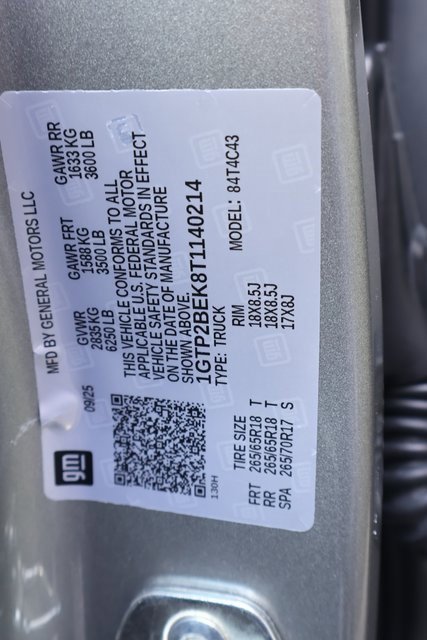 MFD BY GENERAL MOTORS LLC
09/25
GVWR GAWR FRT GAWR RR
2835 KG 1588 KG 1633 KG
6250 LB 3500 LB 3600 LB
THIS VEHICLE CONFORMS TO ALL
APPLICABLE U.S. FEDERAL MOTOR
VEHICLE SAFETY STANDARDS IN EFFECT
ON THE DATE OF MANUFACTURE
SHOWN ABOVE.
1GTP2BEK8T1140214
TYPE: TRUCK MODEL: 84T4C43
gm
130H
TIRE SIZE RIM
FRT 265/65R18 T 18X8.5J
RR 265/65R18 T 18X8.5J
SPA 265/70R17 S 17X8J